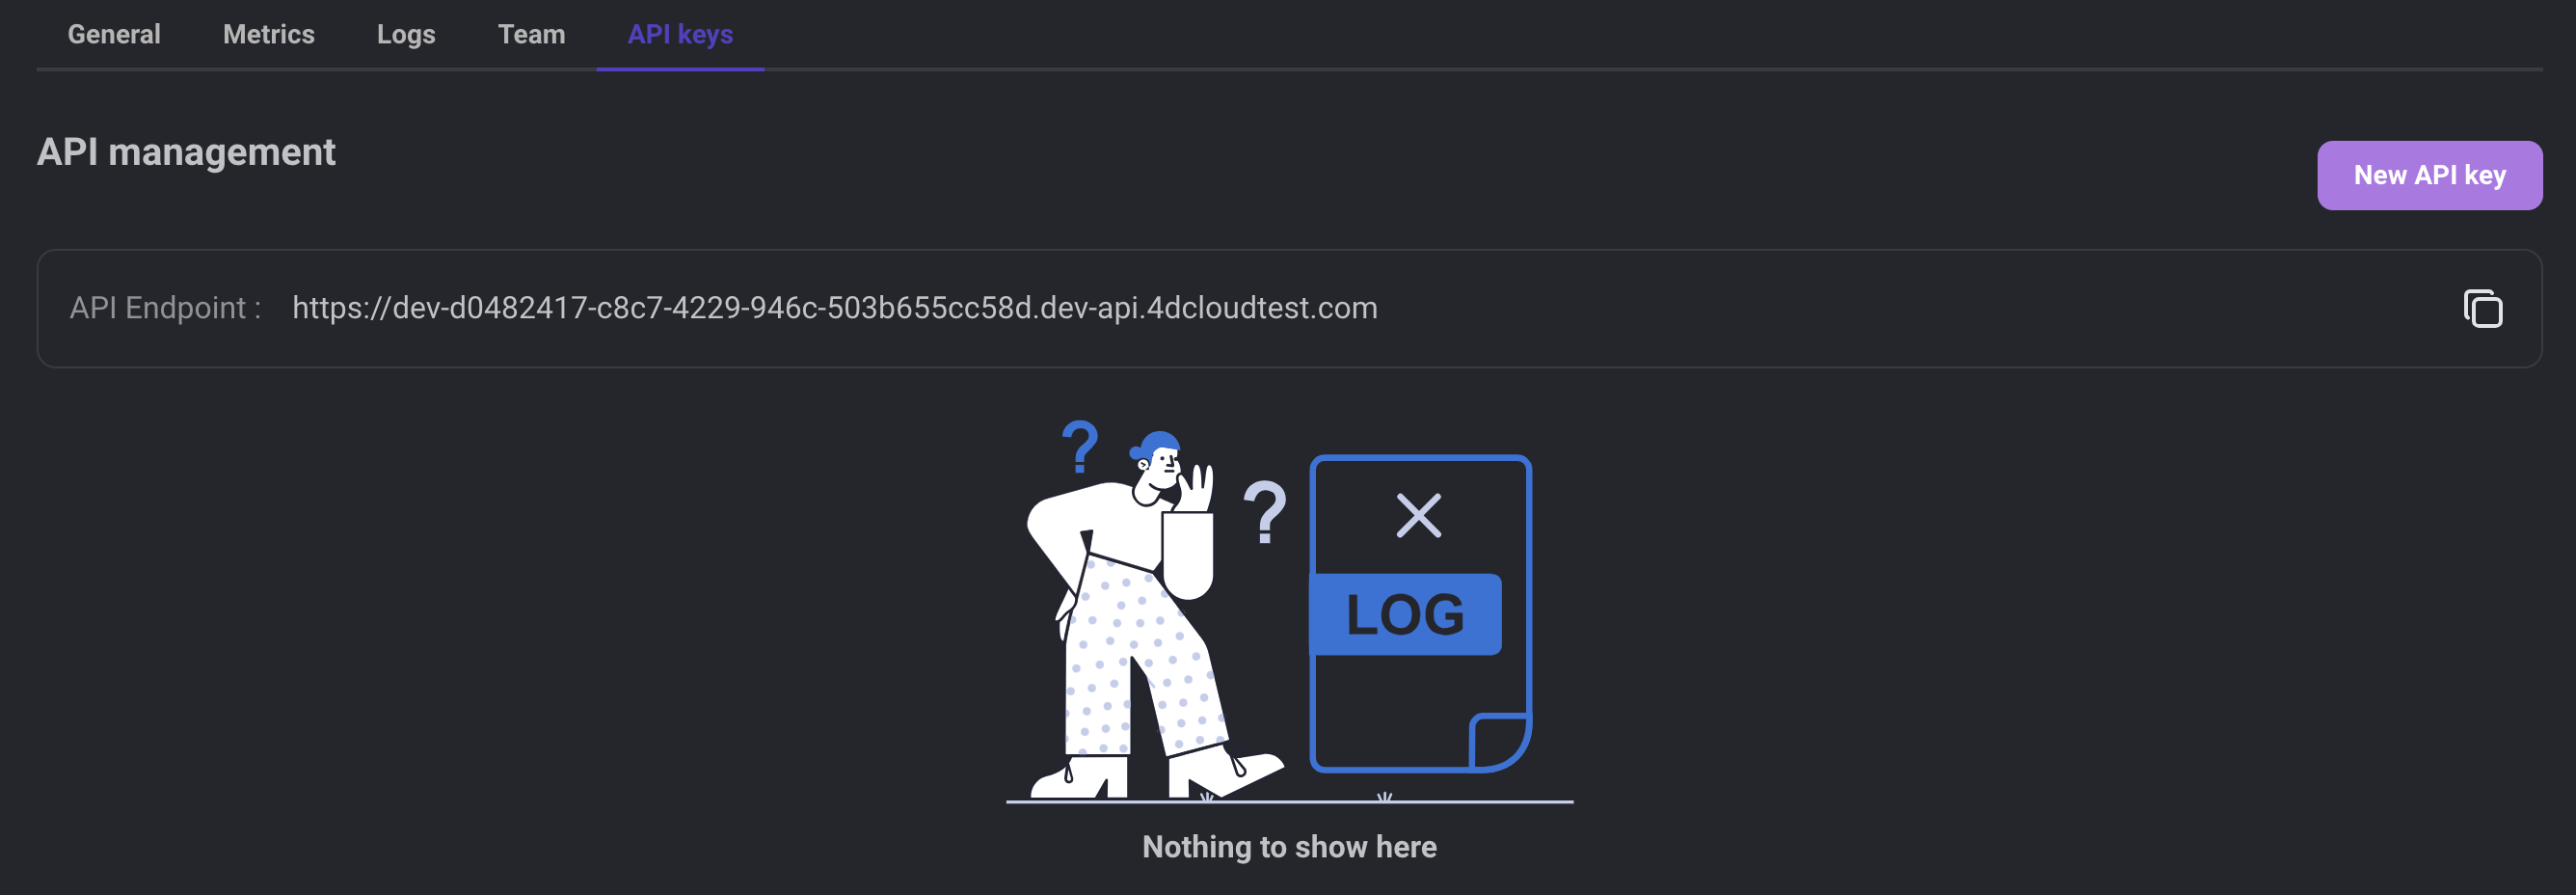 General Metrics Logs Team API keys
API management
New API key
API Endpoint : https://dev-d0482417-c8c7-4229-946c-503b655cc58d.dev-api.4dcloudtest.com
? ?
LOG
Nothing to show here